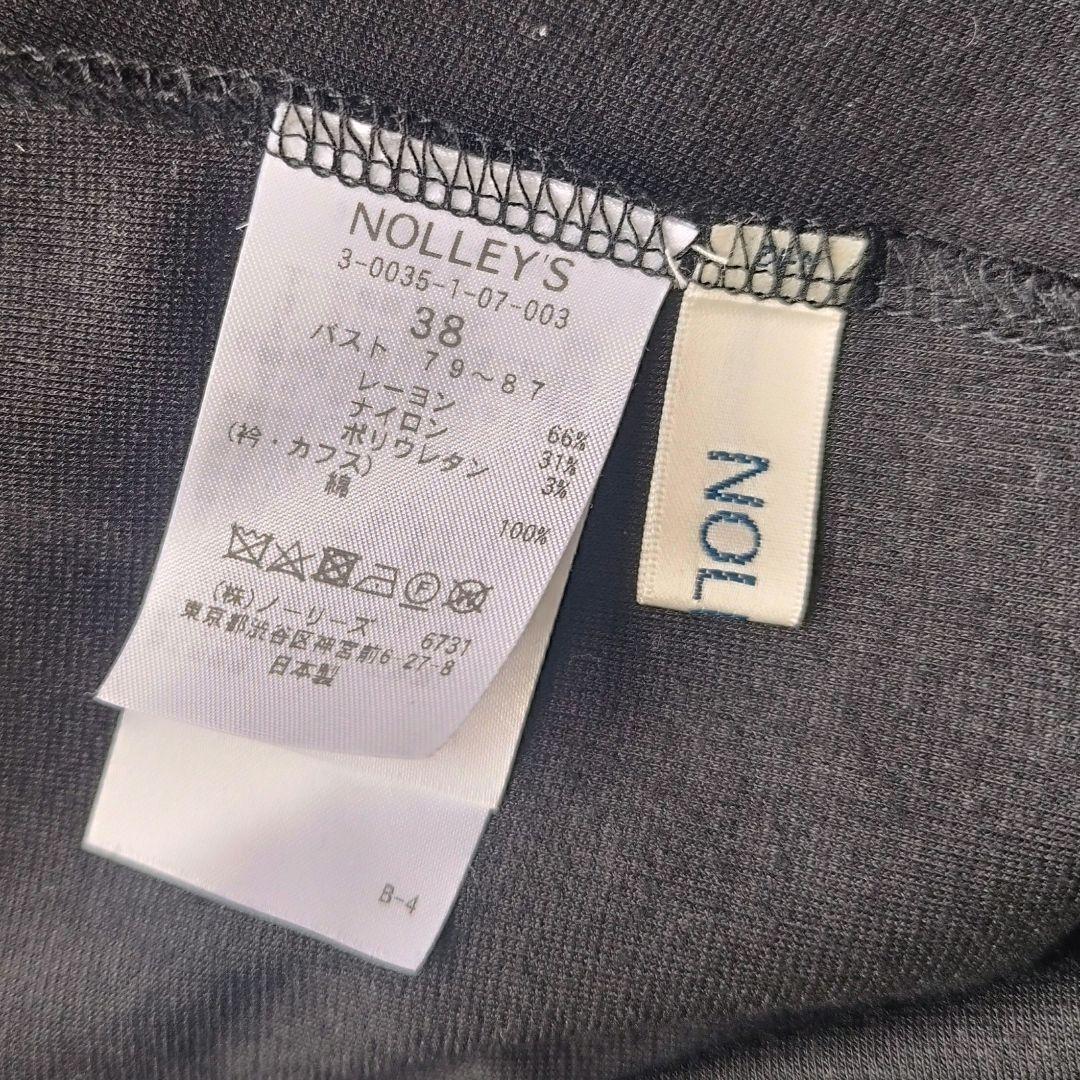 NOLLEY'S
3-0035-1-07-003
38
バスト 79～87
レーヨン 66%
ナイロン 31%
ポリウレタン 3%
(衿・カフス)
綿 100%
F
(株)ノーリーズ 6731
東京都渋谷区神宮前6-27-8
日本製
B-4
NOL